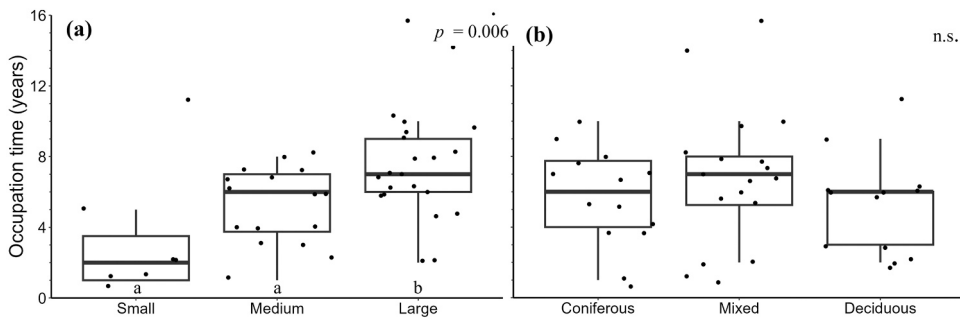 (a)
p = 0.006
(b)
n.s.
Occupation time (years)
16
12
8
4
0
a
a
b
Small
Medium
Large
Coniferous
Mixed
Deciduous